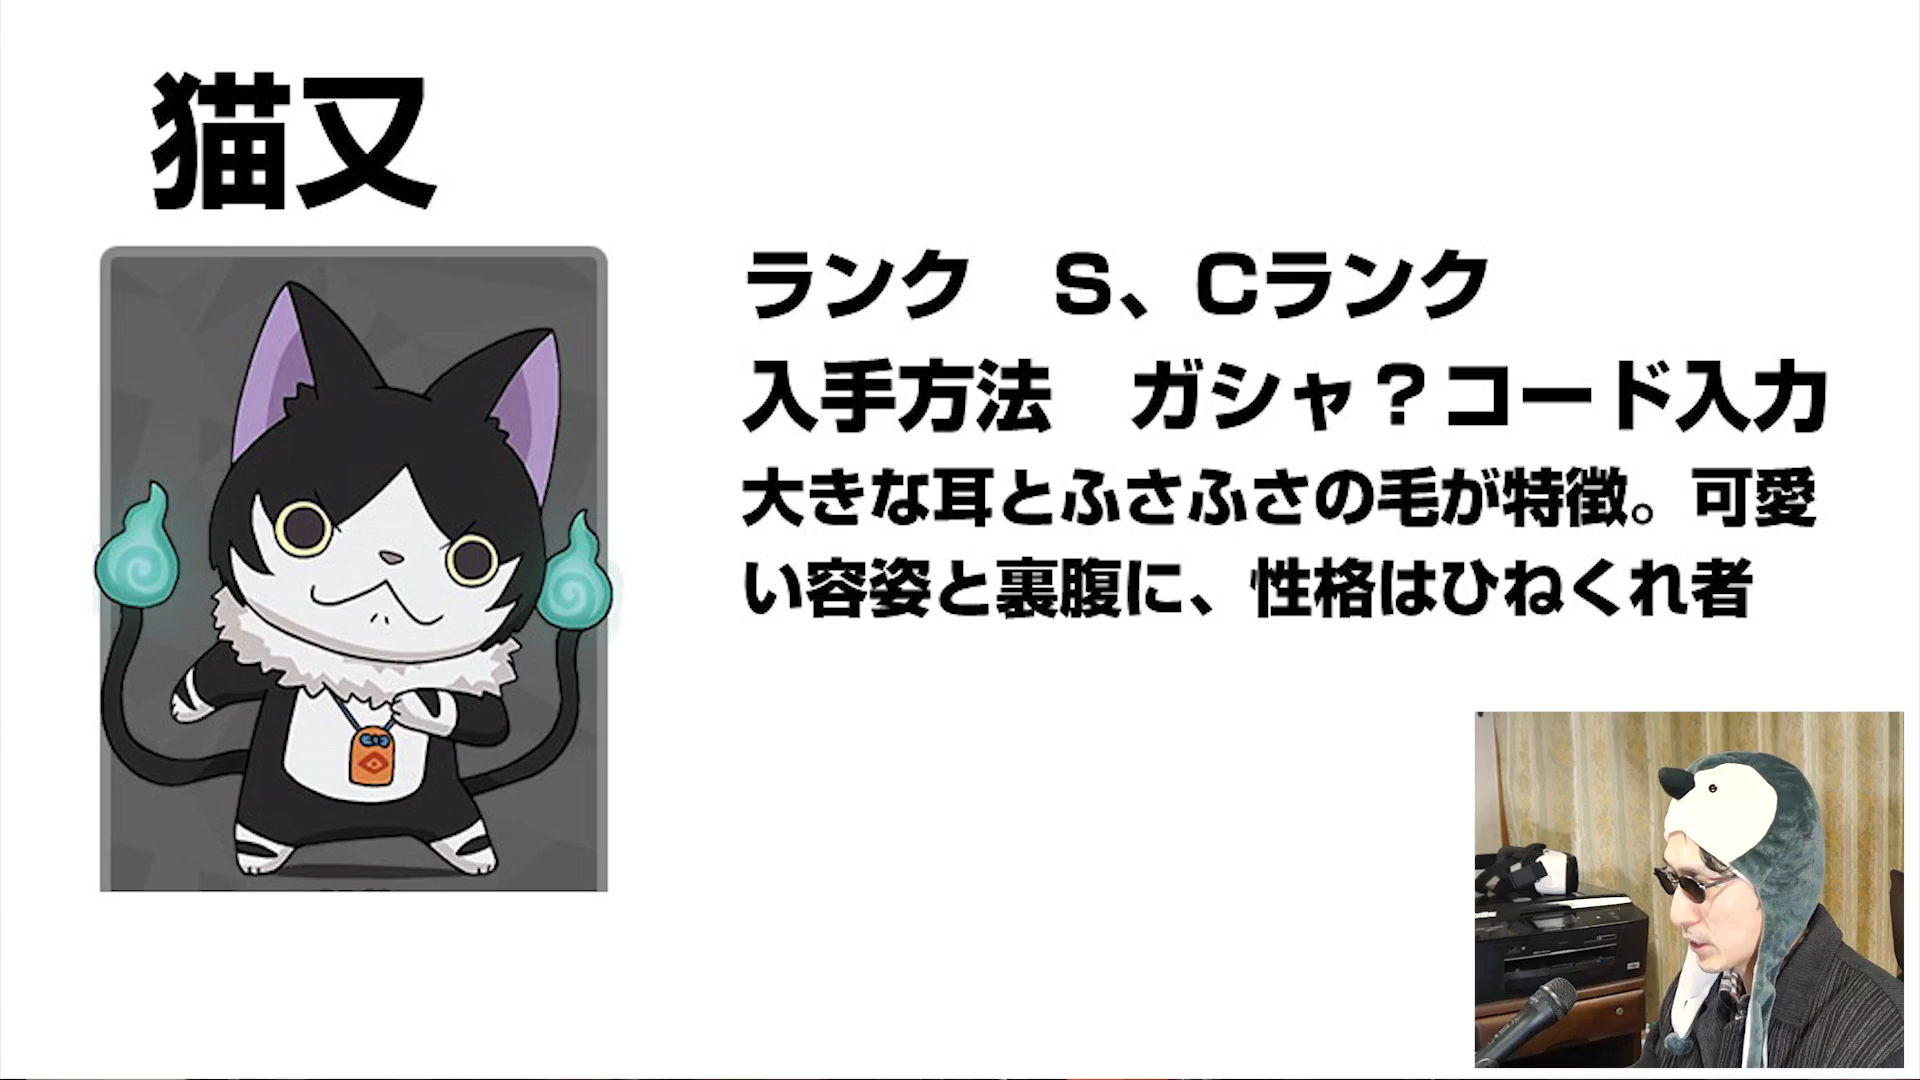 猫又
ランク　S、Cランク
入手方法　ガシャ？コード入力
大きな耳とふさふさの毛が特徴。可愛
い容姿と裏腹に、性格はひねくれ者